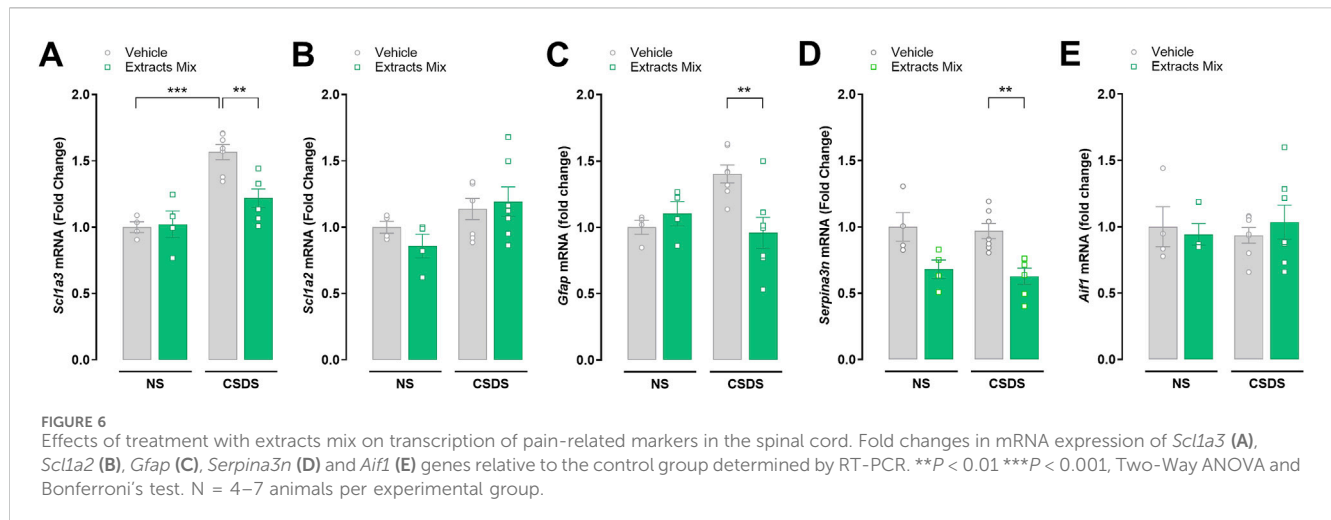 A
Vehicle
Extracts Mix
Scl1a3 mRNA (Fold Change)
2.0
1.5
1.0
0.5
0.0
***
**
NS
CSDS
B
Vehicle
Extracts Mix
Scl1a2 mRNA (Fold Change)
2.0
1.5
1.0
0.5
0.0
NS
CSDS
C
Vehicle
Extracts Mix
Gfap mRNA (fold change)
2.0
1.5
1.0
0.5
0.0
**
NS
CSDS
D
Vehicle
Extracts Mix
Serpina3n mRNA (Fold Change)
2.0
1.5
1.0
0.5
0.0
**
NS
CSDS
E
Vehicle
Extracts Mix
Aif1 mRNA (fold change)
2.0
1.5
1.0
0.5
0.0
NS
CSDS
FIGURE 6
Effects of treatment with extracts mix on transcription of pain-related markers in the spinal cord. Fold changes in mRNA expression of Scl1a3 (A),
Scl1a2 (B), Gfap (C), Serpina3n (D) and Aif1 (E) genes relative to the control group determined by RT-PCR. **P < 0.01 ***P < 0.001, Two-Way ANOVA and
Bonferroni's test. N = 4–7 animals per experimental group.